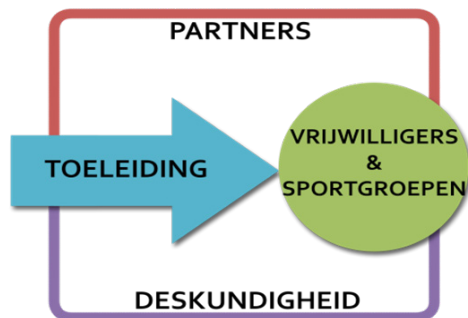 PARTNERS
TOELEIDING
VRIJWILLIGERS
&
SPORTGROEPEN
DESKUNDIGHEID